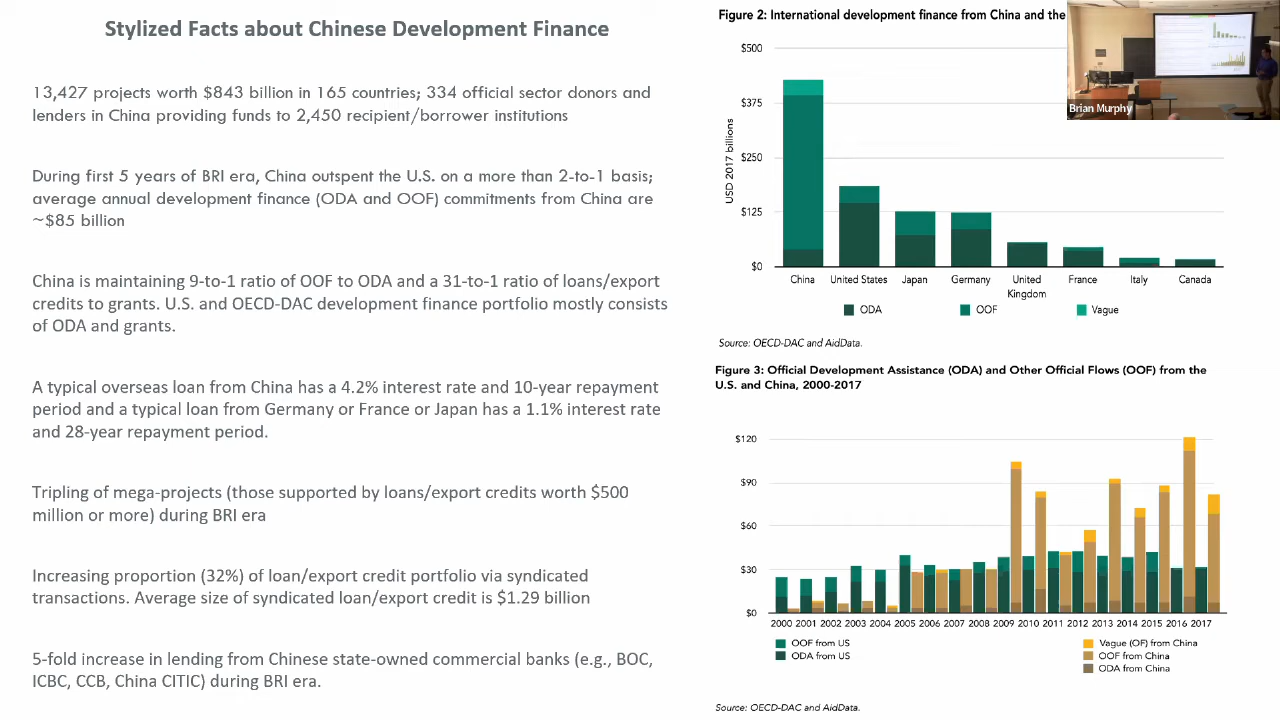 Stylized Facts about Chinese Development Finance
13,427 projects worth $843 billion in 165 countries; 334 official sector donors and
lenders in China providing funds to 2,450 recipient/borrower institutions
During first 5 years of BRI era, China outspent the U.S. on a more than 2-to-1 basis;
average annual development finance (ODA and OOF) commitments from China are
~$85 billion
China is maintaining 9-to-1 ratio of OOF to ODA and a 31-to-1 ratio of loans/export
credits to grants. U.S. and OECD-DAC development finance portfolio mostly consists
of ODA and grants.
A typical overseas loan from China has a 4.2% interest rate and 10-year repayment
period and a typical loan from Germany or France or Japan has a 1.1% interest rate
and 28-year repayment period.
Tripling of mega-projects (those supported by loans/export credits worth $500
million or more) during BRI era
Increasing proportion (32%) of loan/export credit portfolio via syndicated
transactions. Average size of syndicated loan/export credit is $1.29 billion
5-fold increase in lending from Chinese state-owned commercial banks (e.g., BOC,
ICBC, CCB, China CITIC) during BRI era.
Figure 2: International development finance from China and the
Brian Murphy
USD 2017 billions
$500
$375
$250
$125
$0
China United States Japan Germany United Kingdom France Italy Canada
ODA OOF Vague
Source: OECD-DAC and AidData.
Figure 3: Official Development Assistance (ODA) and Other Official Flows (OOF) from the
U.S. and China, 2000-2017
$120
$90
$60
$30
$0
2000 2001 2002 2003 2004 2005 2006 2007 2008 2009 2010 2011 2012 2013 2014 2015 2016 2017
OOF from US
ODA from US
Vague (OF) from China
OOF from China
ODA from China
Source: OECD-DAC and AidData.